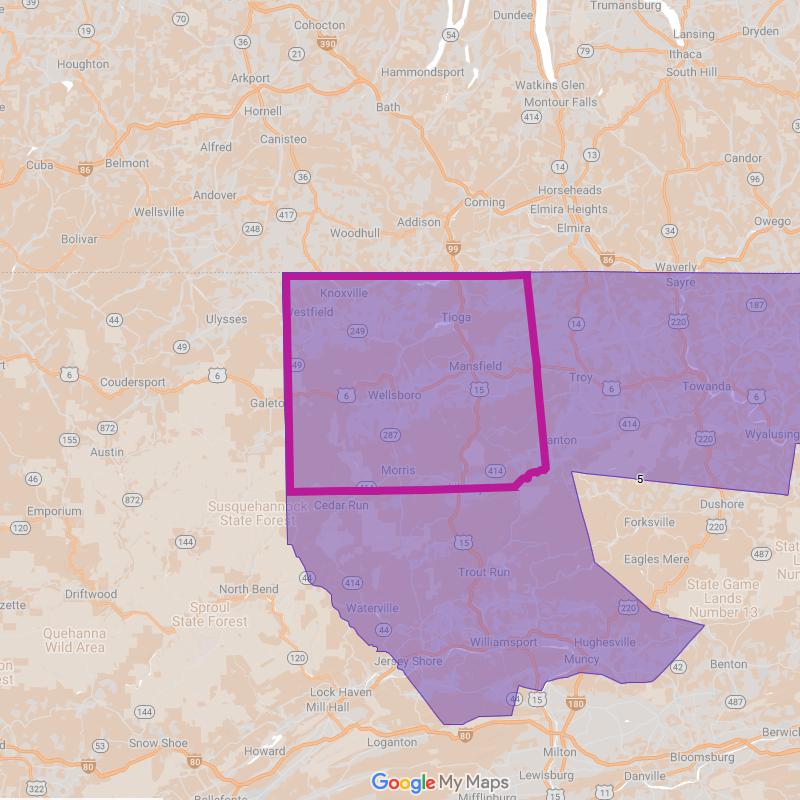 Dundee
Trumansburg
Cohocton
70
19
54
36
390
Lansing
Dryden
21
79
Ithaca
Houghton
Hammondsport
South Hill
Arkport
Watkins Glen
Bath
Montour Falls
Hornell
414
Canisteo
Alfred
13
Cuba
86
Belmont
14
Candor
36
96
Andover
Horseheads
Corning
Wellsville
417
Elmira Heights
Addison
Owego
248
Woodhull
Elmira
34
Bolivar
99
86
Waverly
Sayre
Knoxville
187
44
Ulysses
estfield
Tioga
14
220
249
49
49
Mansfield
6
6
Troy
Coudersport
15
6
Towanda
6
Wellsboro
Galeto
872
414
155
287
220
Wyalusing
Austin
anton
Morris
414
46
5
872
Susquehannock
State Forest
Cedar Run
Dushore
Emporium
Forksville
120
220
144
15
487
Eagles Mere
Trout Run
44
414
State Game
Lands
Number 13
Driftwood
North Bend
Sproul
State Forest
Waterville
220
44
Quehanna
Wild Area
Williamsport
Hughesville
120
Jersey Shore
Muncy
42
Benton
Lock Haven
Mill Hall
44
15
180
487
144
80
Snow Shoe
53
Howard
Loganton
Milton
Bloomsburg
80
80
Lewisburg
Danville
322
15
11
Google My Maps